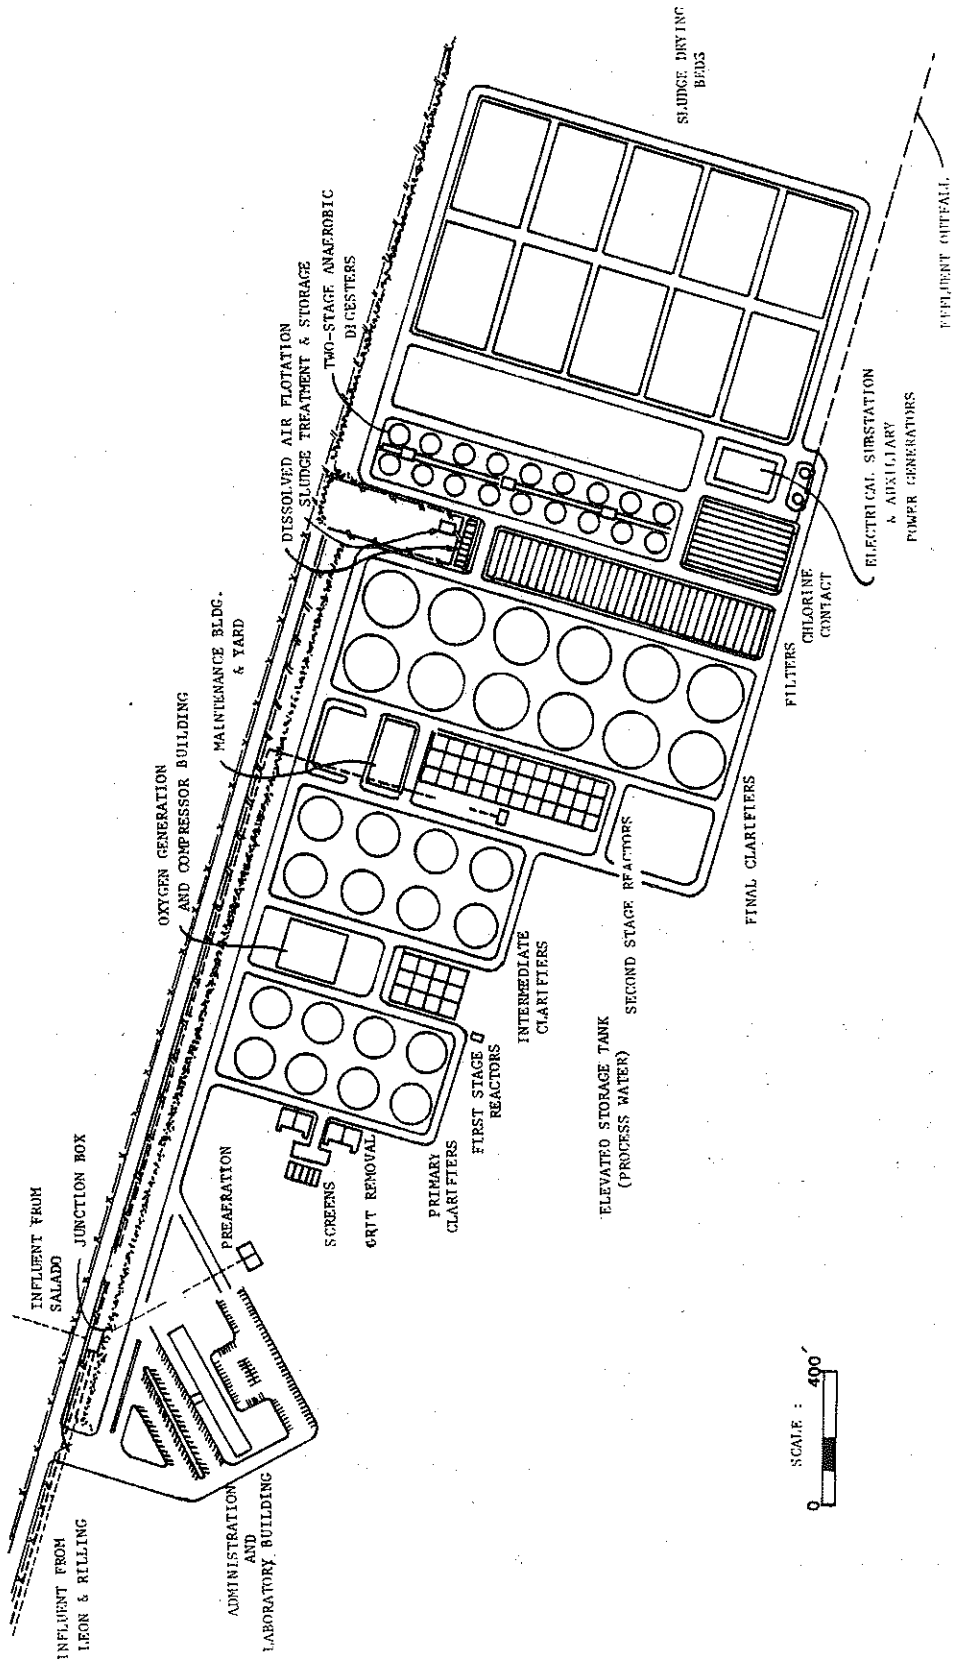 INFLUENT FROM
LEON & RILLING
INFLUENT FROM
SALADO
JUNCTION BOX
ADMINISTRATION
AND
LABORATORY BUILDING
PREAERATION
SCREENS
GRIT REMOVAL
PRIMARY
CLARIFIERS
FIRST STAGE
REACTORS
OXYGEN GENERATION
AND COMPRESSOR BUILDING
INTERMEDIATE
CLARIFIERS
MAINTENANCE BLDG.
& YARD
ELEVATED STORAGE TANK
(PROCESS WATER)
SECOND STAGE REACTORS
FINAL CLARIFIERS
DISSOLVED AIR FLOTATION
SLUDGE TREATMENT & STORAGE
TWO-STAGE ANAEROBIC
DIGESTERS
FILTERS
CHLORINE
CONTACT
ELECTRICAL SUBSTATION
& AUXILIARY
POWER GENERATORS
SLUDGE DRYING
BEDS
EFFLUENT OUTFALL
SCALE :
0 400'